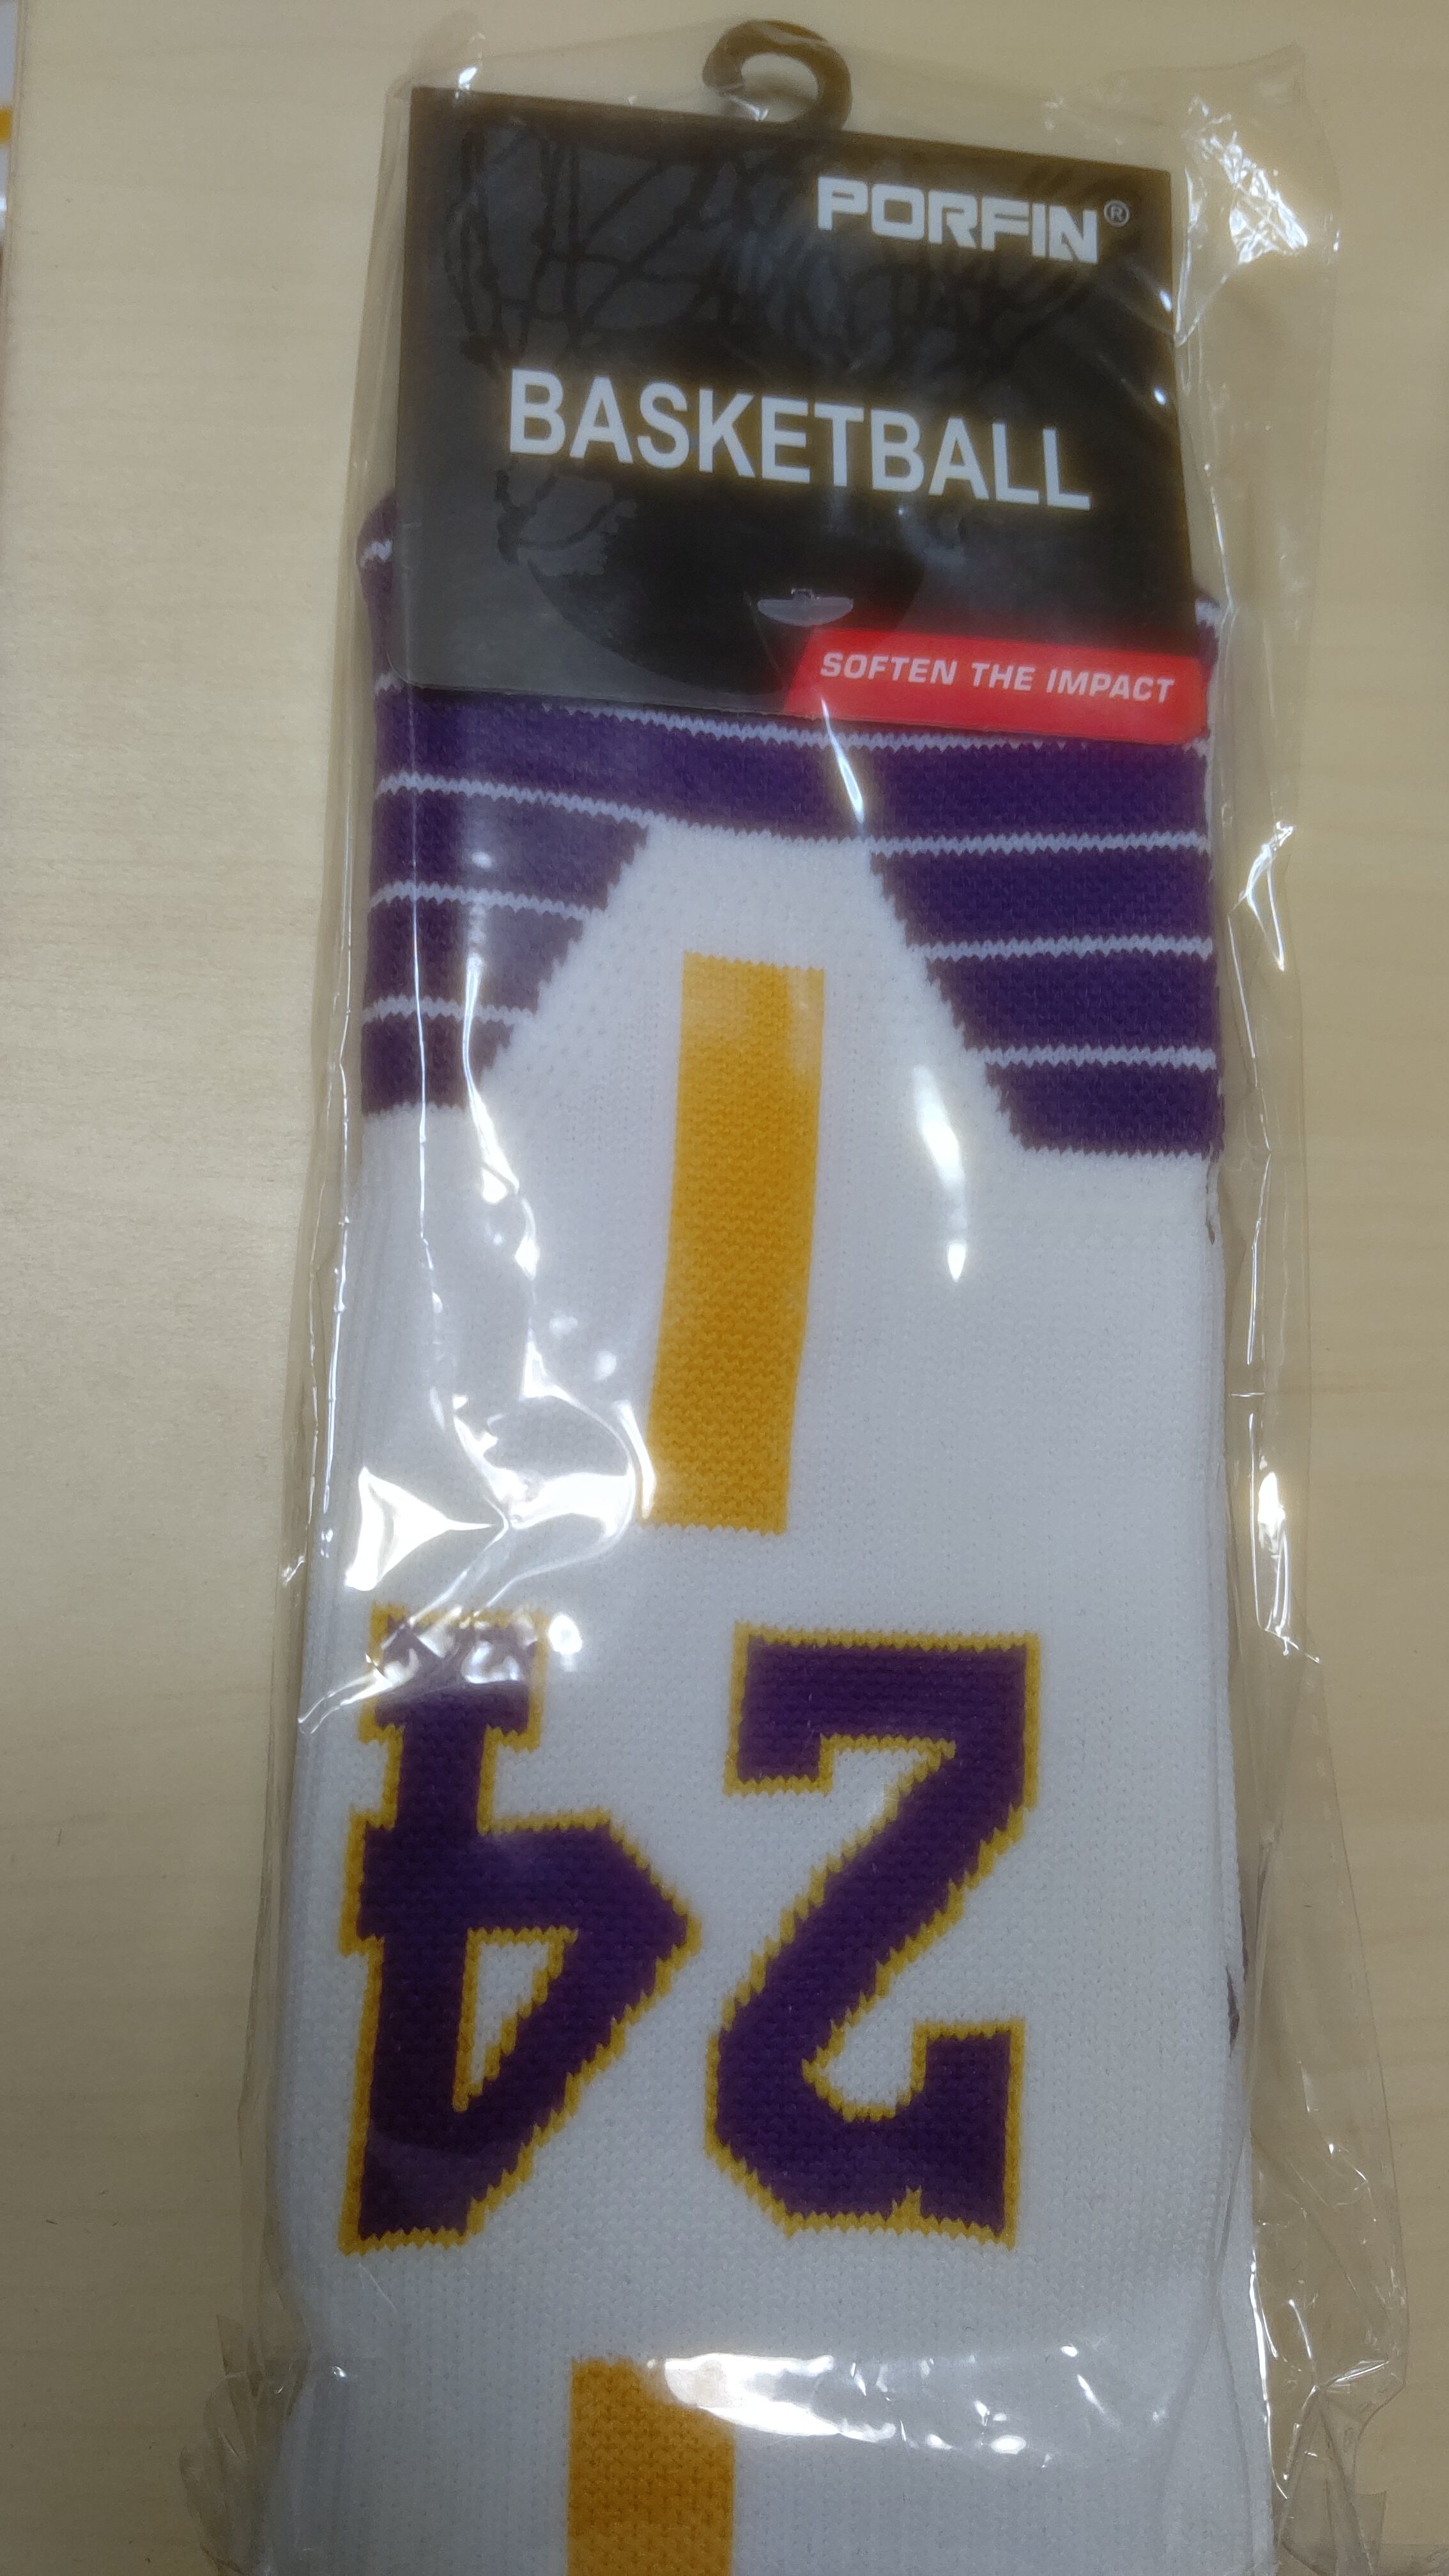 PORFIN®
BASKETBALL
SOFTEN THE IMPACT
24